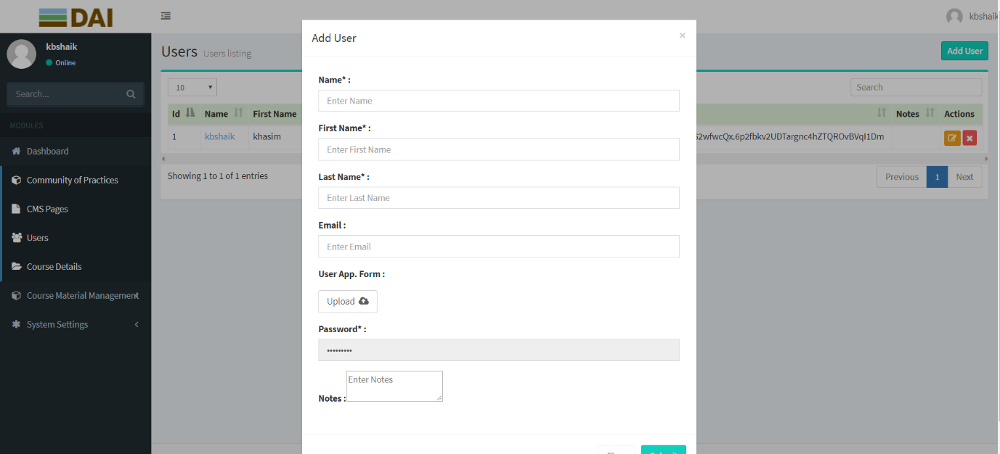 DAI
kbshaik
kbshaik
Online
Search...
MODULES
Dashboard
Community of Practices
CMS Pages
Users
Course Details
Course Material Management
System Settings
Users Users listing
Add User
10
Search
Id Name First Name Notes Actions
1 kbshaik khasim 62wfwcQx.6p2fbkv2UDTargnc4hZTQROvBVqI1Dm
Showing 1 to 1 of 1 entries
Previous 1 Next
Add User
×
Name* :
Enter Name
First Name* :
Enter First Name
Last Name* :
Enter Last Name
Email :
Enter Email
User App. Form :
Upload
Password* :
•••••••••
Notes :
Enter Notes
Submit